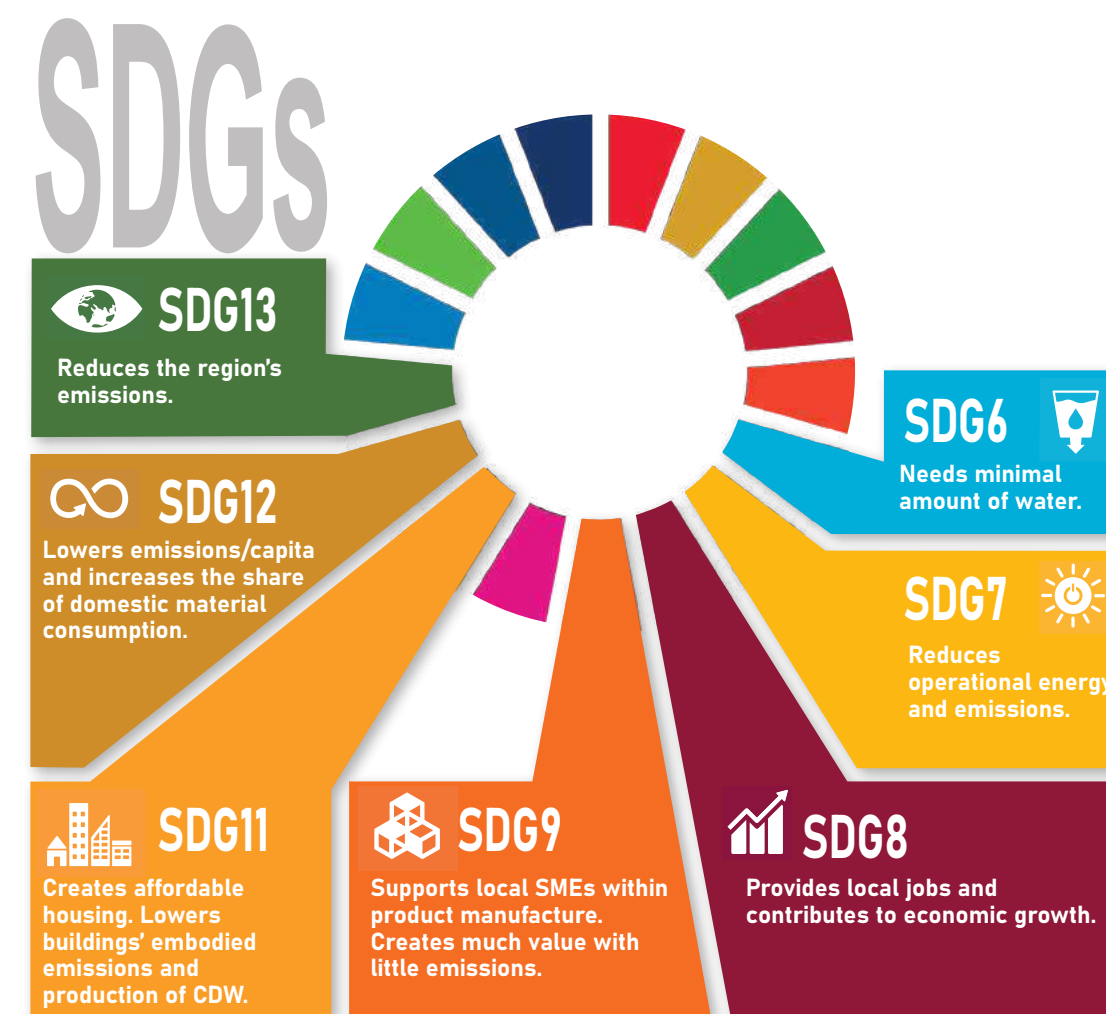 SDGs
SDG13
Reduces the region's
emissions.
SDG12
Lowers emissions/capita
and increases the share
of domestic material
consumption.
SDG11
Creates affordable
housing. Lowers
buildings’ embodied
emissions and
production of CDW.
SDG9
Supports local SMEs within
product manufacture.
Creates much value with
little emissions.
SDG8
Provides local jobs and
contributes to economic growth.
SDG7
Reduces
operational energy
and emissions.
SDG6
Needs minimal
amount of water.